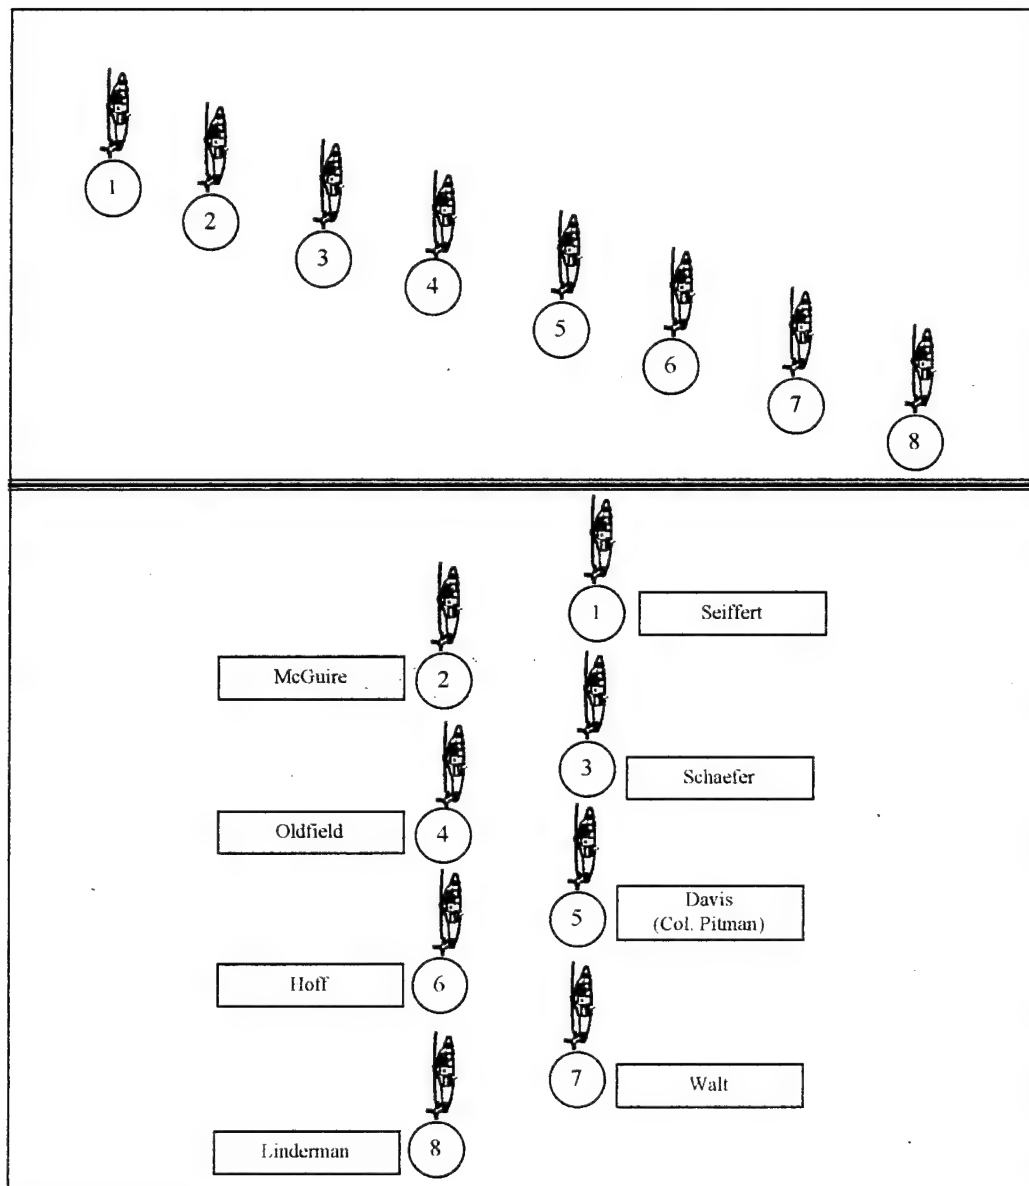 1
2
3
4
5
6
7
8
1 Seiffert
McGuire 2
3 Schaefer
Oldfield 4
5 Davis
(Col. Pitman)
Hoff 6
7 Walt
Linderman 8